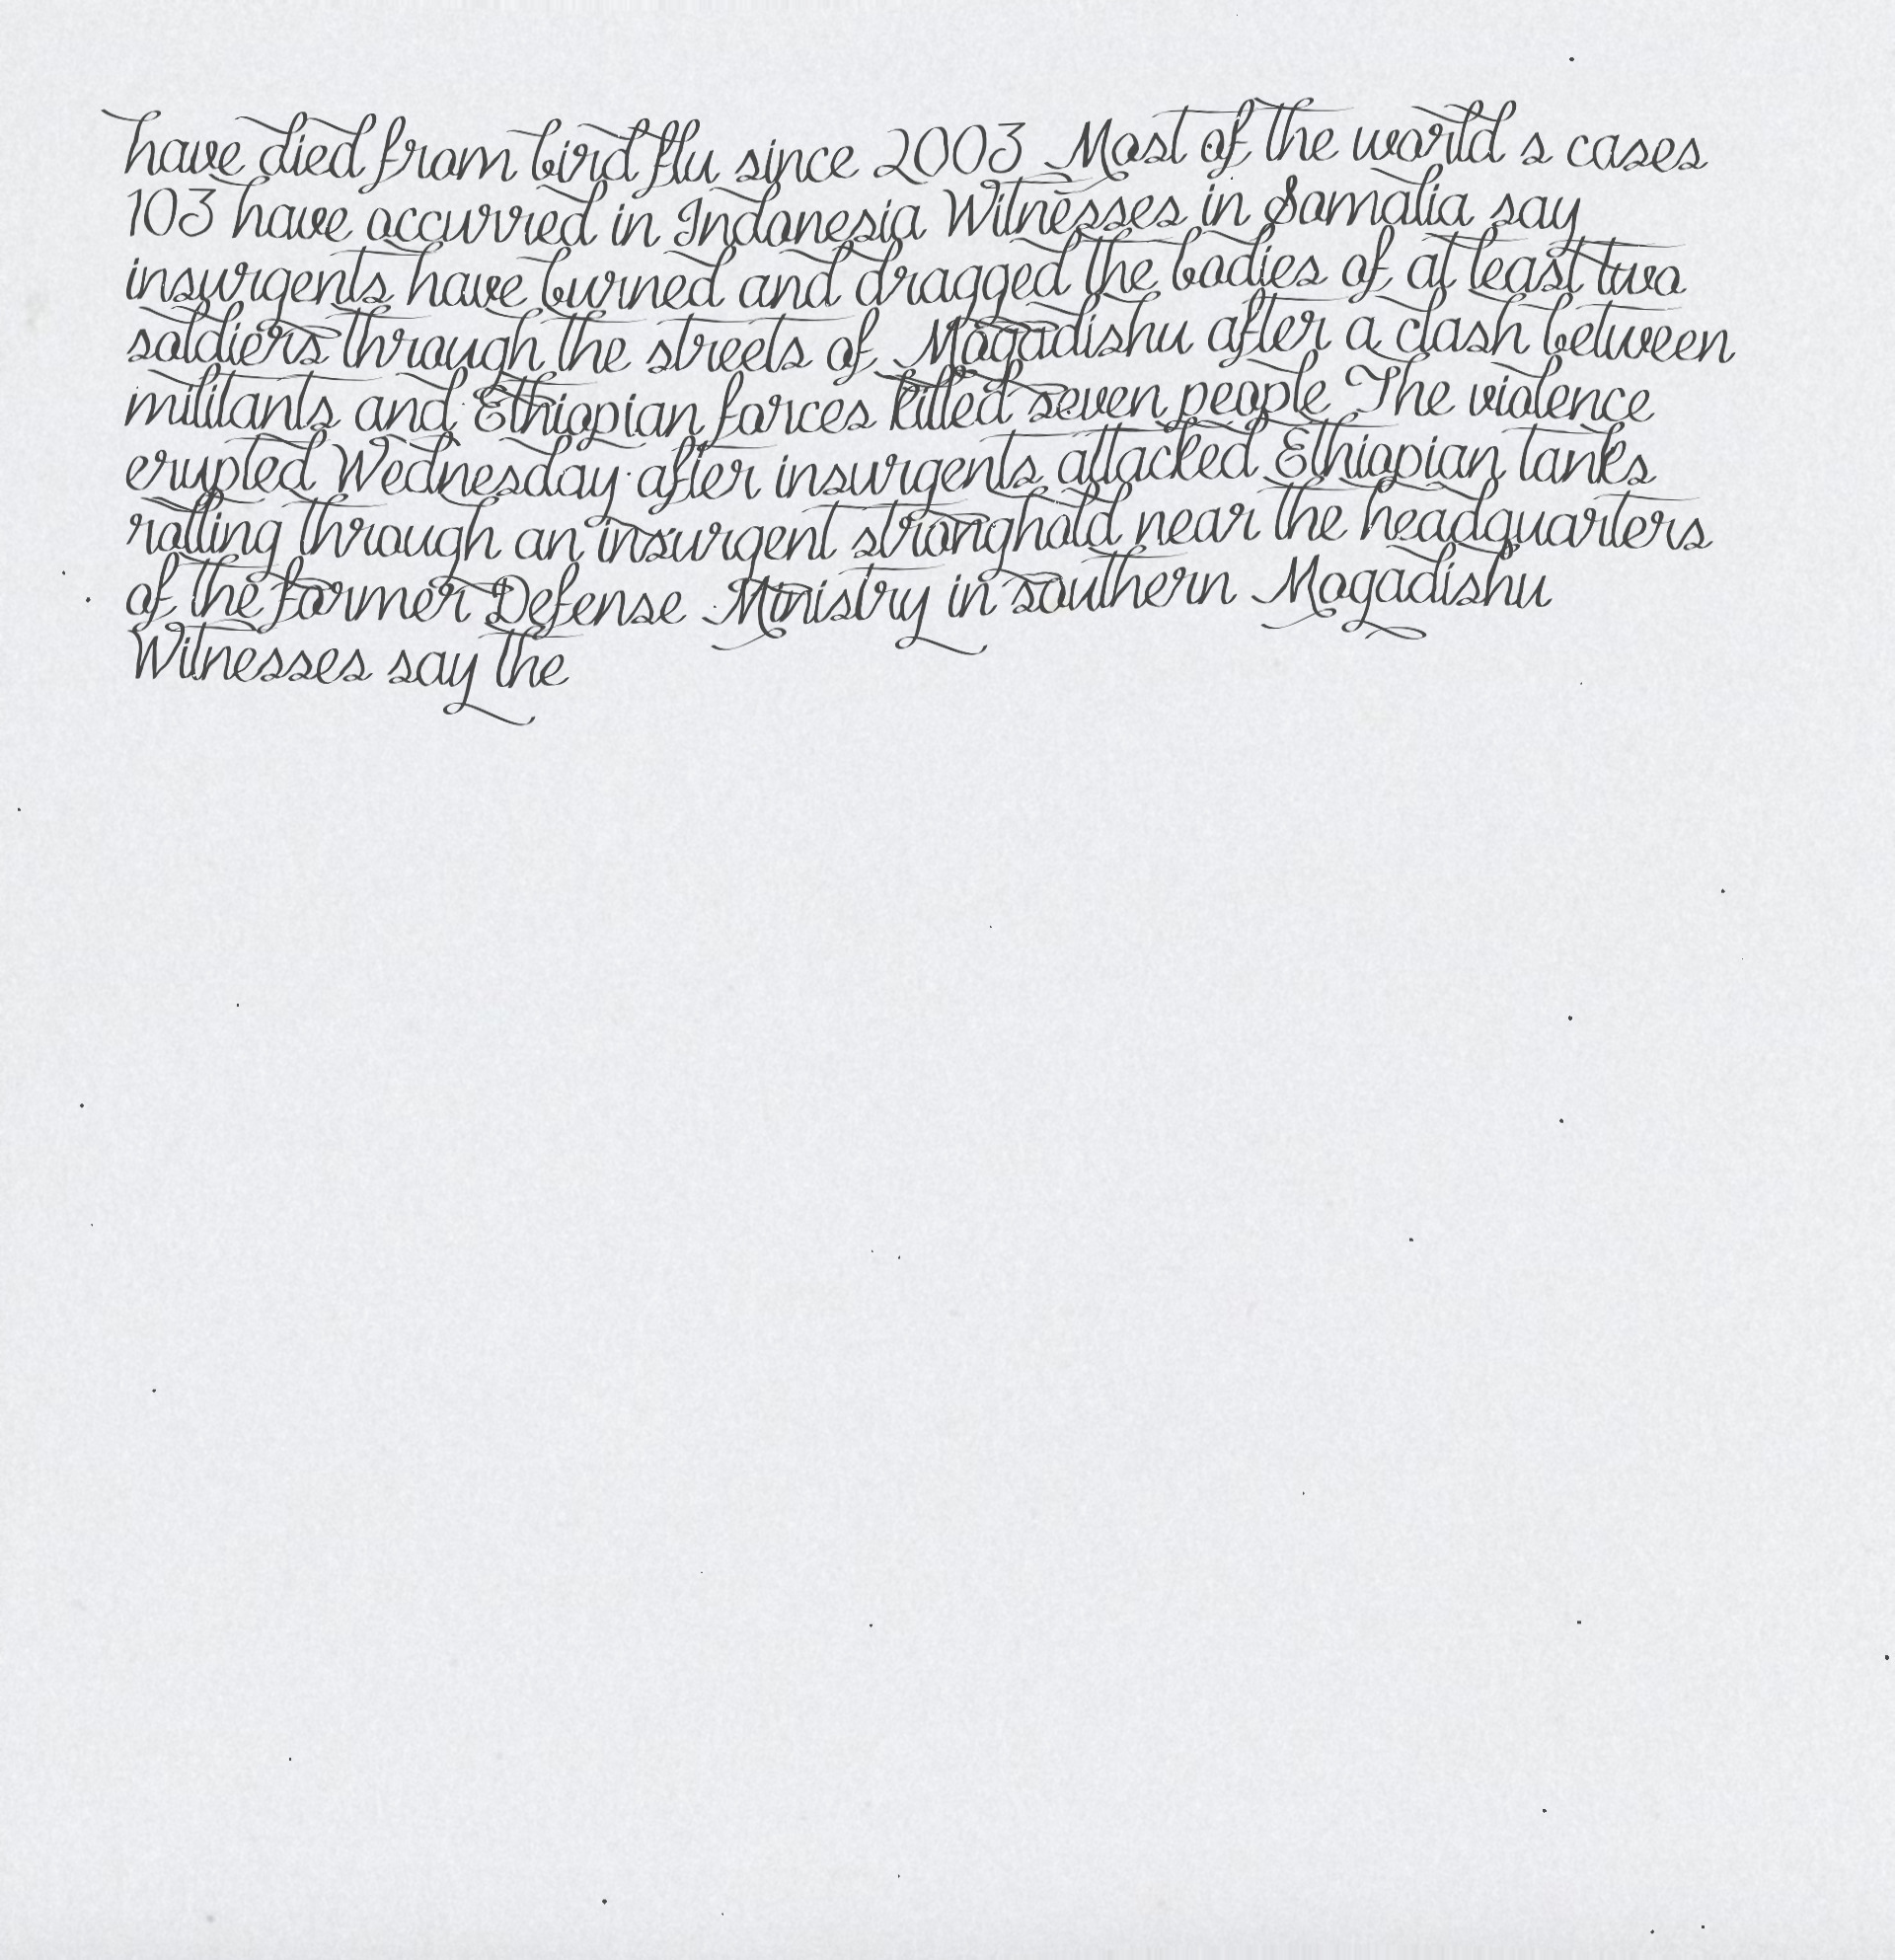 have died from bird flu since 2003 Most of the world s cases
103 have occurred in Indonesia Witnesses in Somalia say
insurgents have burned and dragged the bodies of at least two
soldiers through the streets of Mogadishu after a clash between
militants and Ethiopian forces killed seven people The violence
erupted Wednesday after insurgents attacked Ethiopian tanks
rolling through an insurgent stronghold near the headquarters
of the former Defense Ministry in southern Mogadishu
Witnesses say the